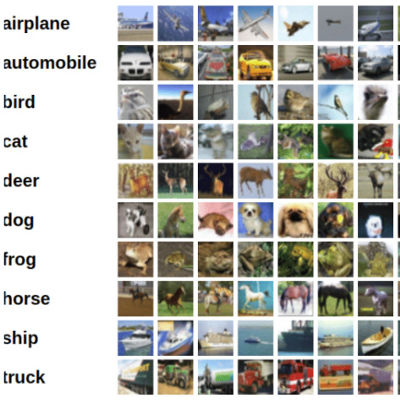 airplane
automobile
bird
cat
deer
dog
frog
horse
ship
truck